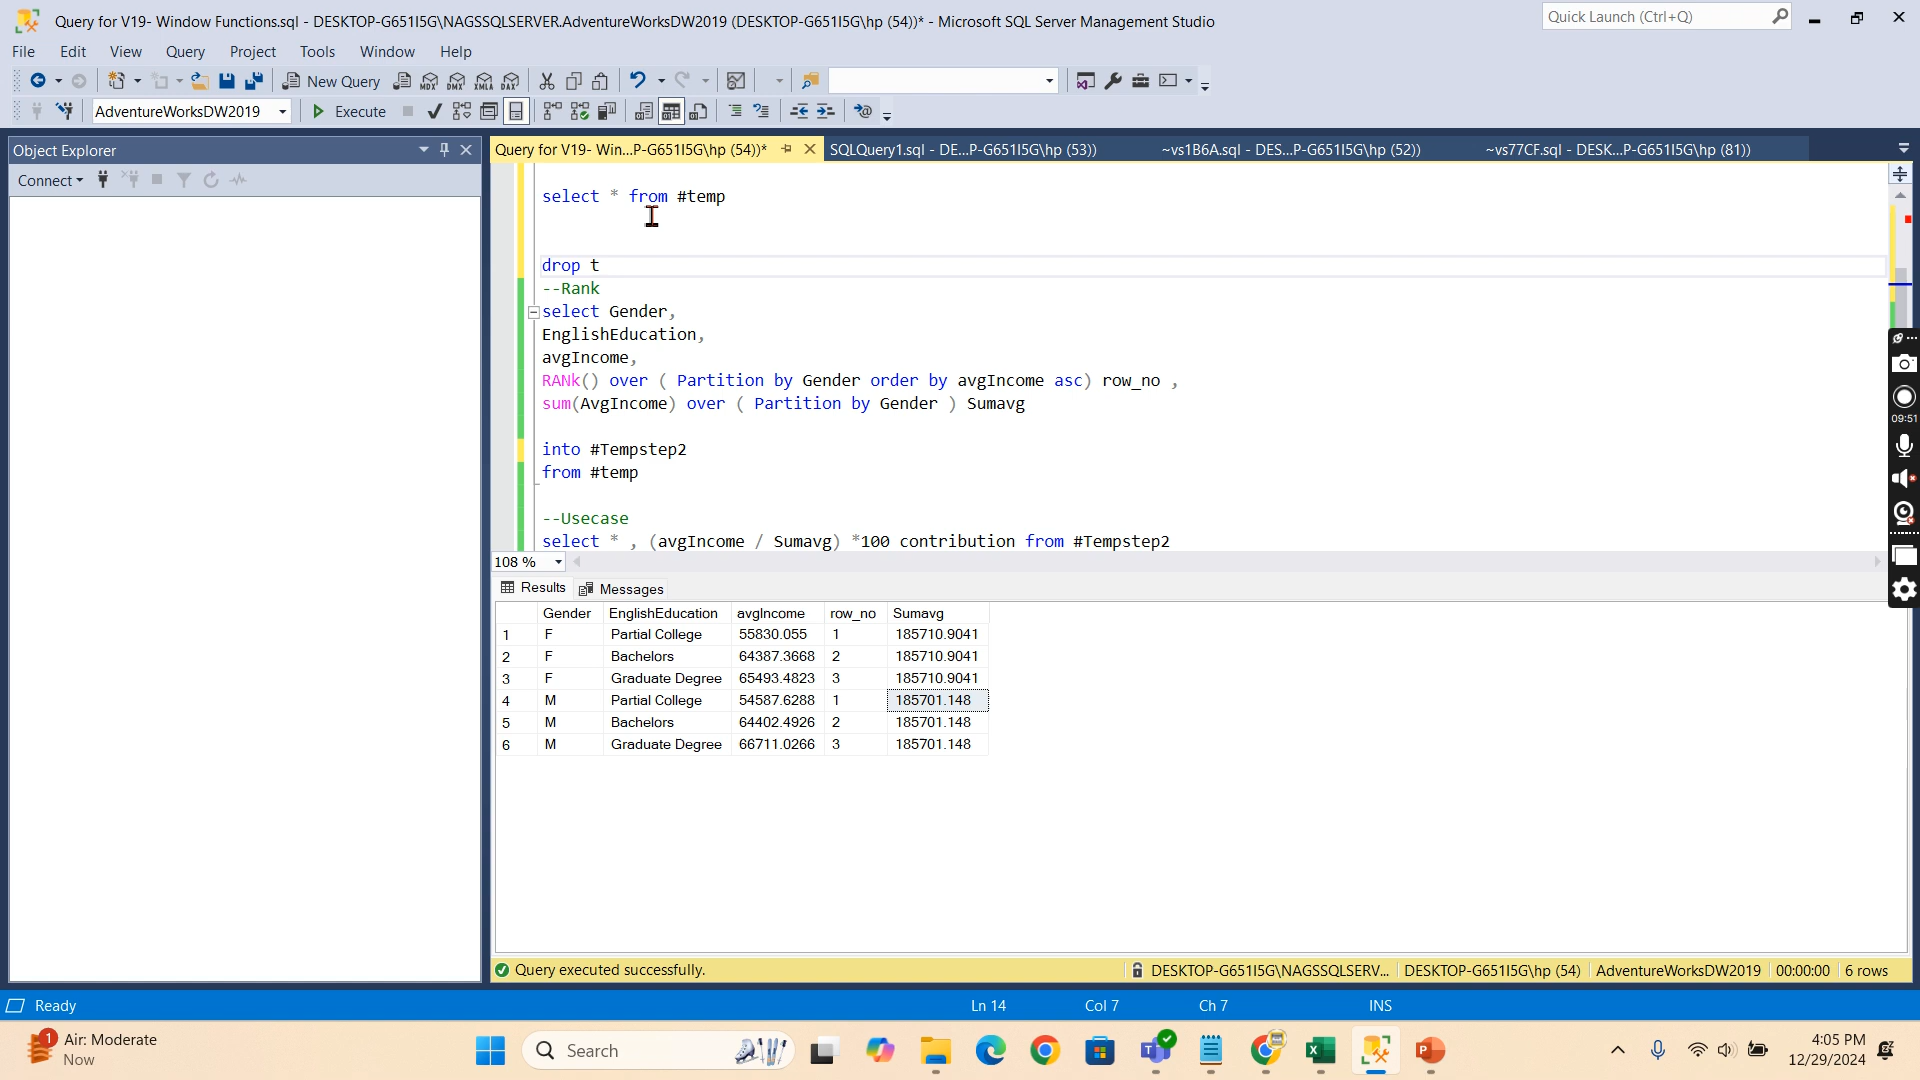 Query for V19- Window Functions.sql - DESKTOP-G651I5G\NAGSSQLSERVER.AdventureWorksDW2019 (DESKTOP-G651I5G\hp (54))* - Microsoft SQL Server Management Studio
Quick Launch (Ctrl+Q)
File Edit View Query Project Tools Window Help
New Query
MDX DMX XMLA DAX
AdventureWorksDW2019 Execute
Object Explorer
Query for V19- Win...P-G651I5G\hp (54))* SQLQuery1.sql - DE...P-G651I5G\hp (53)) ~vs1B6A.sql - DES...P-G651I5G\hp (52)) ~vs77CF.sql - DESK...P-G651I5G\hp (81))
Connect
select * from #temp
drop t
--Rank
select Gender,
EnglishEducation,
avgIncome,
RANk() over ( Partition by Gender order by avgIncome asc) row_no ,
sum(AvgIncome) over ( Partition by Gender ) Sumavg
into #Tempstep2
from #temp
--Usecase
select * , (avgIncome / Sumavg) *100 contribution from #Tempstep2
09:51
108 %
Results Messages
Gender EnglishEducation avgIncome row_no Sumavg
1 F Partial College 55830.055 1 185710.9041
2 F Bachelors 64387.3668 2 185710.9041
3 F Graduate Degree 65493.4823 3 185710.9041
4 M Partial College 54587.6288 1 185701.148
5 M Bachelors 64402.4926 2 185701.148
6 M Graduate Degree 66711.0266 3 185701.148
Query executed successfully. DESKTOP-G651I5G\NAGSSQLSERV... DESKTOP-G651I5G\hp (54) AdventureWorksDW2019 00:00:00 6 rows
Ready Ln 14 Col 7 Ch 7 INS
1 Air: Moderate
Now
Search
4:05 PM
12/29/2024